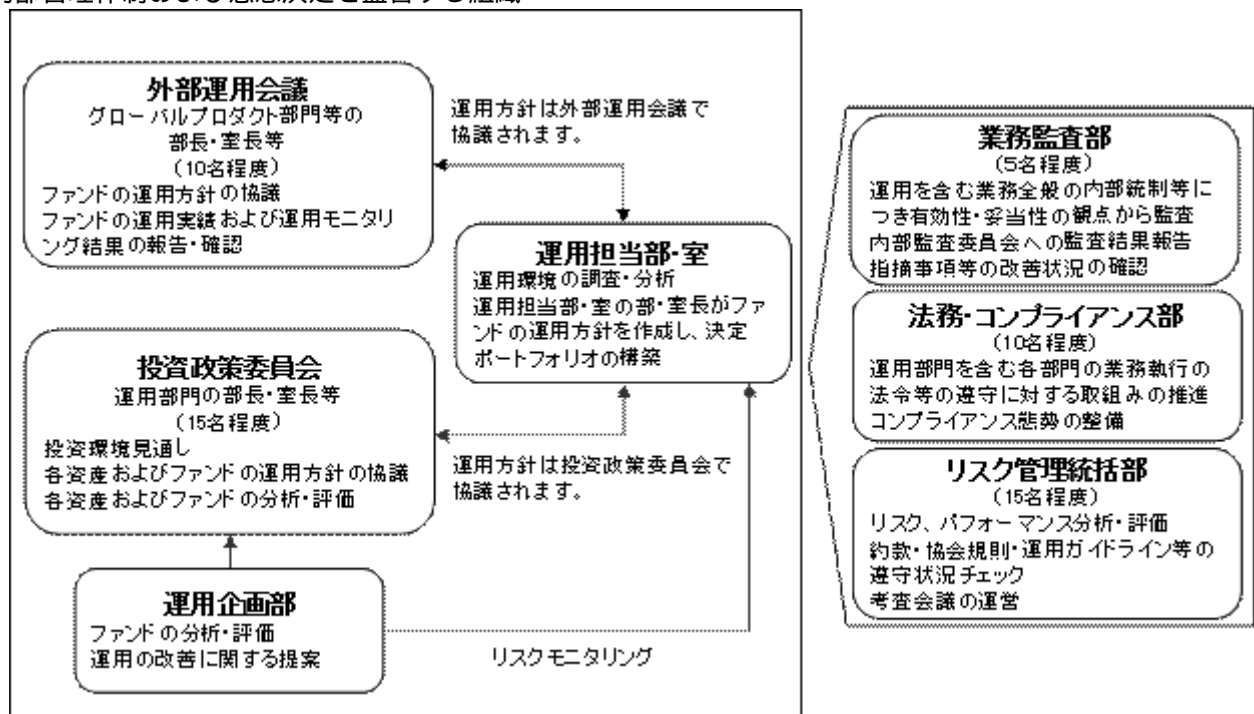 内部管理体制および意思決定を監督する組織
外部運用会議
グローバルプロダクト部門等の
部長・室長等
(10名程度)
ファンドの運用方針の協議
ファンドの運用実績および運用モニタリ
ング結果の報告・確認
運用方針は外部運用会議で
協議されます。
運用担当部・室
運用環境の調査・分析
運用担当部・室の部・室長がファ
ンドの運用方針を作成し、決定
ポートフォリオの構築
投資政策委員会
運用部門の部長・室長等
(15名程度)
投資環境見通し
各資産およびファンドの運用方針の協議
各資産およびファンドの分析・評価
運用方針は投資政策委員会で
協議されます。
運用企画部
ファンドの分析・評価
運用の改善に関する提案
リスクモニタリング
業務監査部
(5名程度)
運用を含む業務全般の内部統制等に
つき有効性・妥当性の観点から監査
内部監査委員会への監査結果報告
指摘事項等の改善状況の確認
法務・コンプライアンス部
(10名程度)
運用部門を含む各部門の業務執行の
法令等の遵守に対する取組みの推進
コンプライアンス態勢の整備
リスク管理統括部
(15名程度)
リスク、パフォーマンス分析・評価
約款・協会規則・運用ガイドライン等の
遵守状況チェック
考査会議の運営